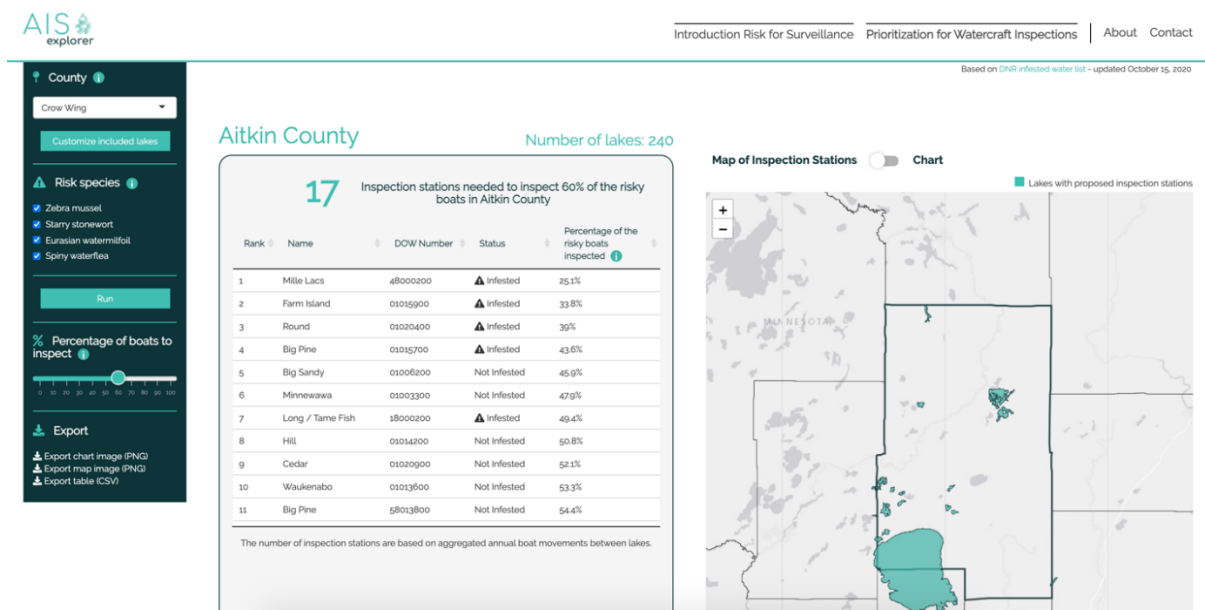 AIS
explorer
Introduction Risk for Surveillance
Prioritization for Watercraft Inspections
About
Contact
Based on DNR infested water list - updated October 15, 2020
County
Crow Wing
Customize included lakes
Risk species
Zebra mussel
Starry stonewort
Eurasian watermilfoil
Spiny waterflea
Run
% Percentage of boats to
inspect
0 10 20 30 40 50 60 70 80 90 100
Export
Export chart image (PNG)
Export map image (PNG)
Export table (CSV)
Aitkin County
Number of lakes: 240
17 Inspection stations needed to inspect 60% of the risky
boats in Aitkin County
Rank Name DOW Number Status Percentage of the
risky boats
inspected
1 Mille Lacs 48000200 Infested 25.1%
2 Farm Island 01015900 Infested 33.8%
3 Round 01020400 Infested 39%
4 Big Pine 01015700 Infested 43.6%
5 Big Sandy 01006200 Not Infested 45.9%
6 Minnewawa 01003300 Not Infested 47.9%
7 Long / Tame Fish 18000200 Infested 49.4%
8 Hill 01014200 Not Infested 50.8%
9 Cedar 01020900 Not Infested 52.1%
10 Waukenabo 01013600 Not Infested 53.3%
11 Big Pine 58013800 Not Infested 54.4%
The number of inspection stations are based on aggregated annual boat movements between lakes.
Map of Inspection Stations
Chart
Lakes with proposed inspection stations
+
−
MINNESOTA